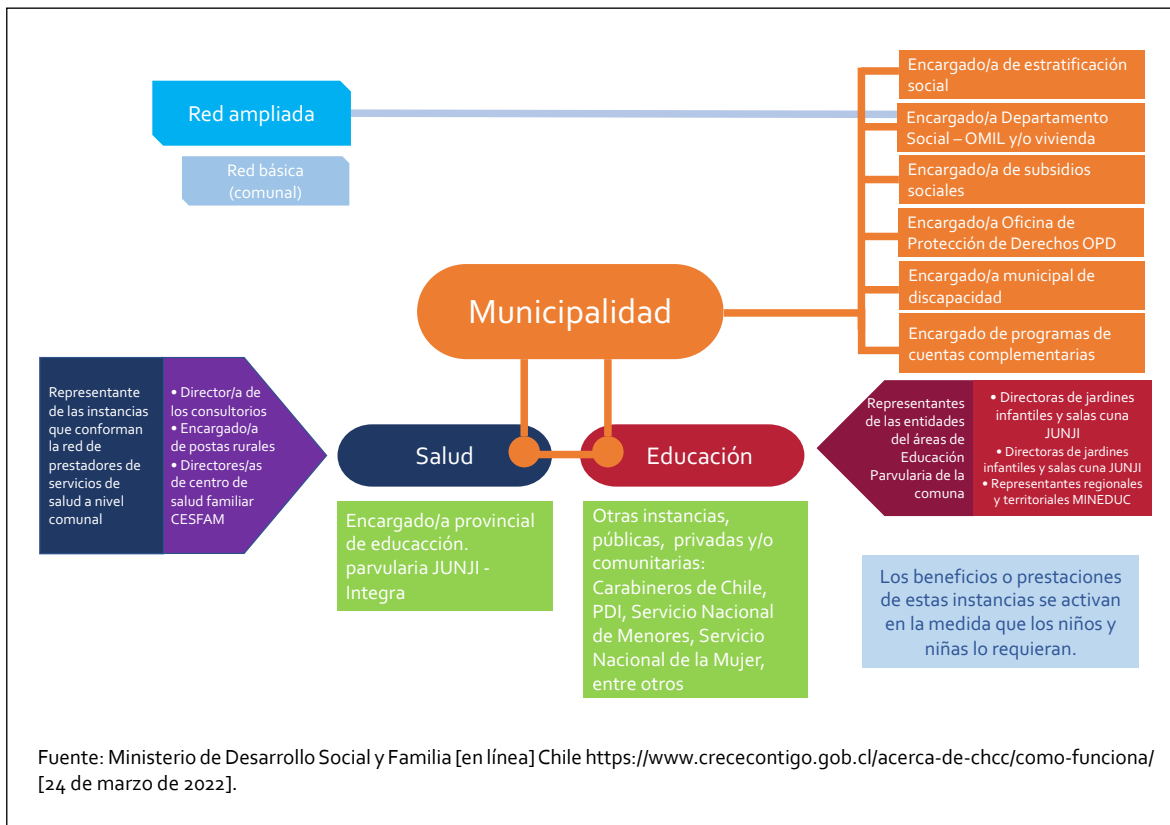 Red ampliada
Red básica
(comunal)
Encargado/a de estratificación
social
Encargado/a Departamento
Social – OMIL y/o vivienda
Encargado/a de subsidios
sociales
Encargado/a Oficina de
Protección de Derechos OPD
Encargado/a municipal de
discapacidad
Encargado de programas de
cuentas complementarias
Municipalidad
Representante
de las instancias
que conforman
la red de
prestadores de
servicios de
salud a nivel
comunal
• Director/a de
los consultorios
• Encargado/a
de postas rurales
• Directores/as
de centro de
salud familiar
CESFAM
Salud
Educación
Representantes
de las entidades
del áreas de
Educación
Parvularia de la
comuna
• Directoras de jardines
infantiles y salas cuna
JUNJI
• Directoras de jardines
infantiles y salas cuna JUNJI
• Representantes regionales
y territoriales MINEDUC
Encargado/a provincial
de educacción.
parvularia JUNJI -
Integra
Otras instancias,
públicas, privadas y/o
comunitarias:
Carabineros de Chile,
PDI, Servicio Nacional
de Menores, Servicio
Nacional de la Mujer,
entre otros
Los beneficios o prestaciones
de estas instancias se activan
en la medida que los niños y
niñas lo requieran.
Fuente: Ministerio de Desarrollo Social y Familia [en línea] Chile https://www.crececontigo.gob.cl/acerca-de-chcc/como-funciona/
[24 de marzo de 2022].